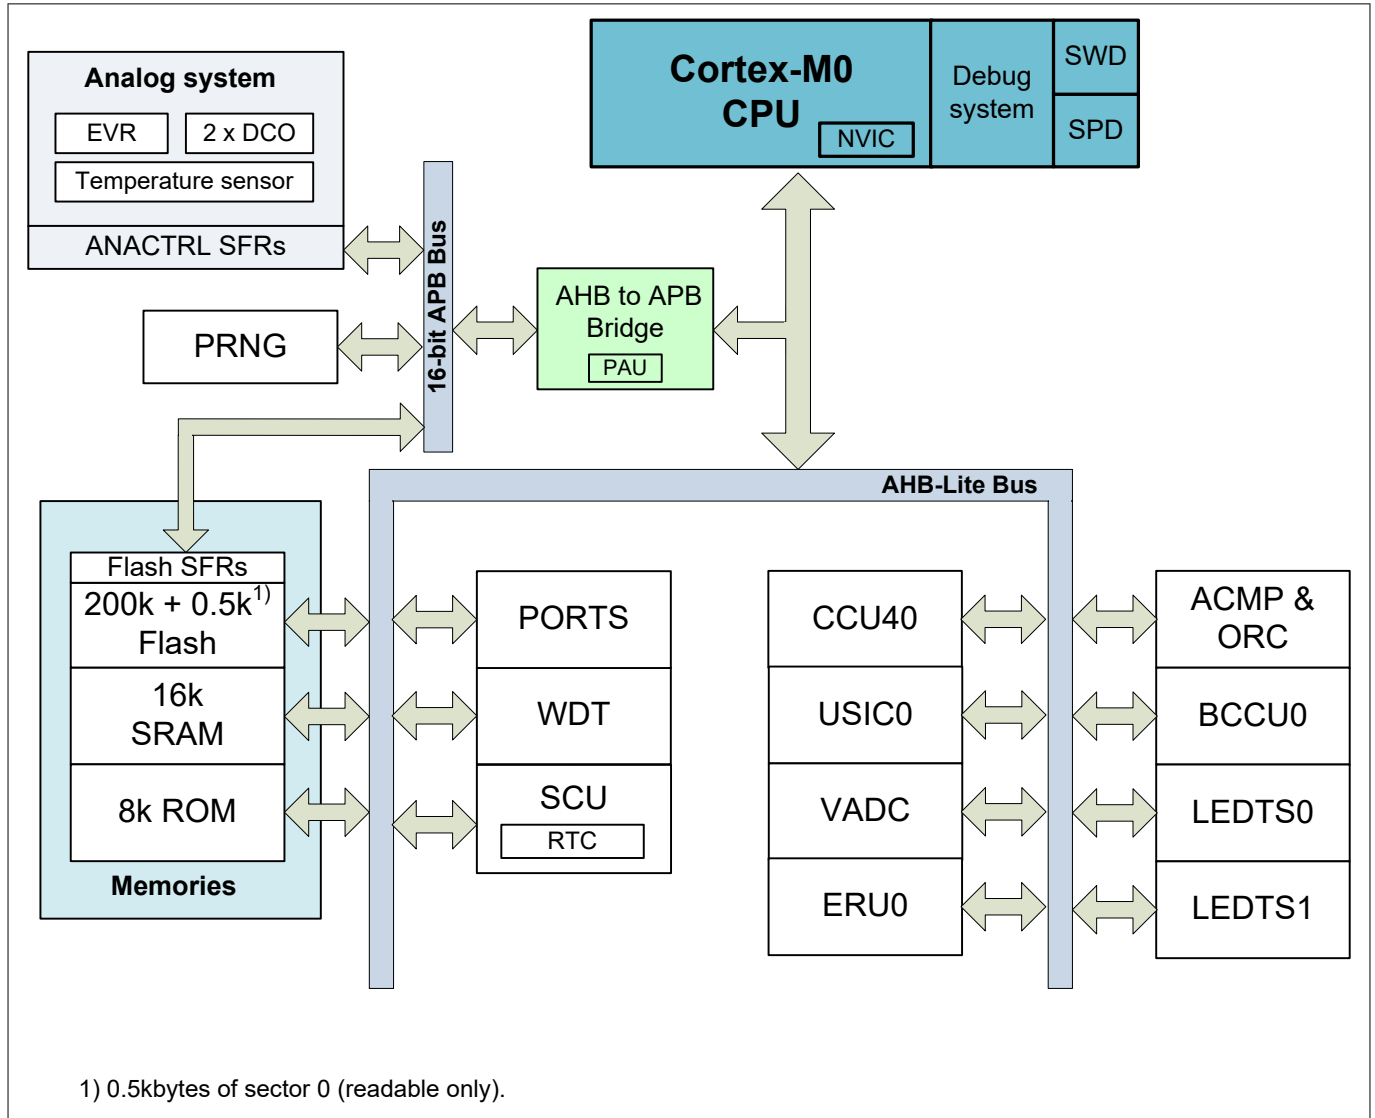 Analog system
EVR
2 x DCO
Temperature sensor
ANACTRL SFRs
Cortex-M0
CPU
NVIC
Debug
system
SWD
SPD
16-bit APB Bus
PRNG
AHB to APB
Bridge
PAU
AHB-Lite Bus
Flash SFRs
200k + 0.5k1)
Flash
16k
SRAM
8k ROM
Memories
PORTS
WDT
SCU
RTC
CCU40
USIC0
VADC
ERU0
ACMP &
ORC
BCCU0
LEDTS0
LEDTS1
1) 0.5kbytes of sector 0 (readable only).